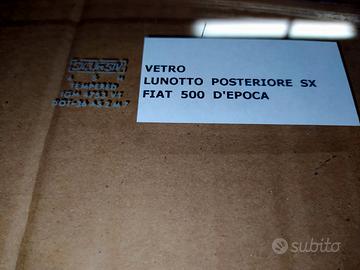 VETRO
LUNOTTO POSTERIORE SX
FIAT 500 D'EPOCA
TEMPERED
subito